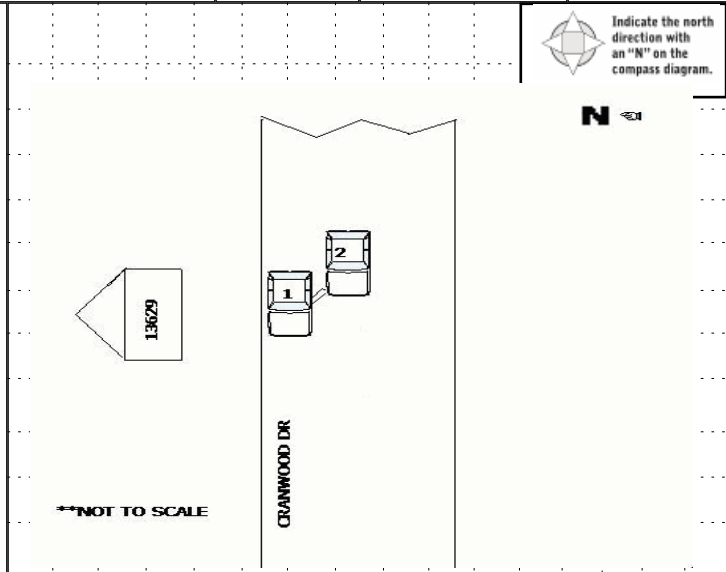 Indicate the north
direction with
an "N" on the
compass diagram.
N
2
1
13629
CRANWOOD DR
**NOT TO SCALE